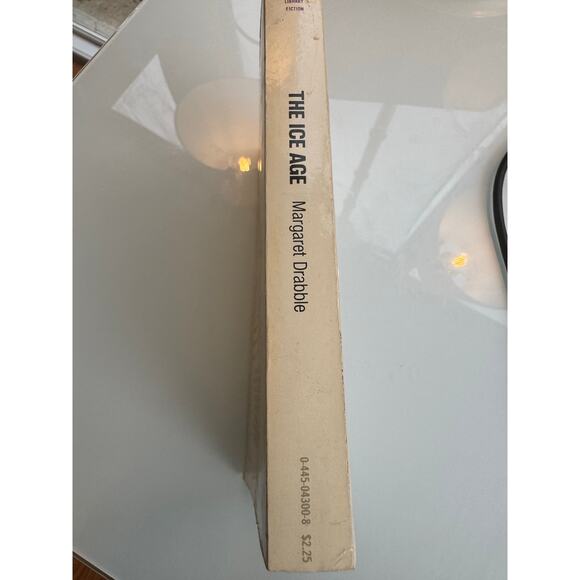 LIBRARY
FICTION
THE ICE AGE Margaret Drabble
0-445-04300-8 $2.25